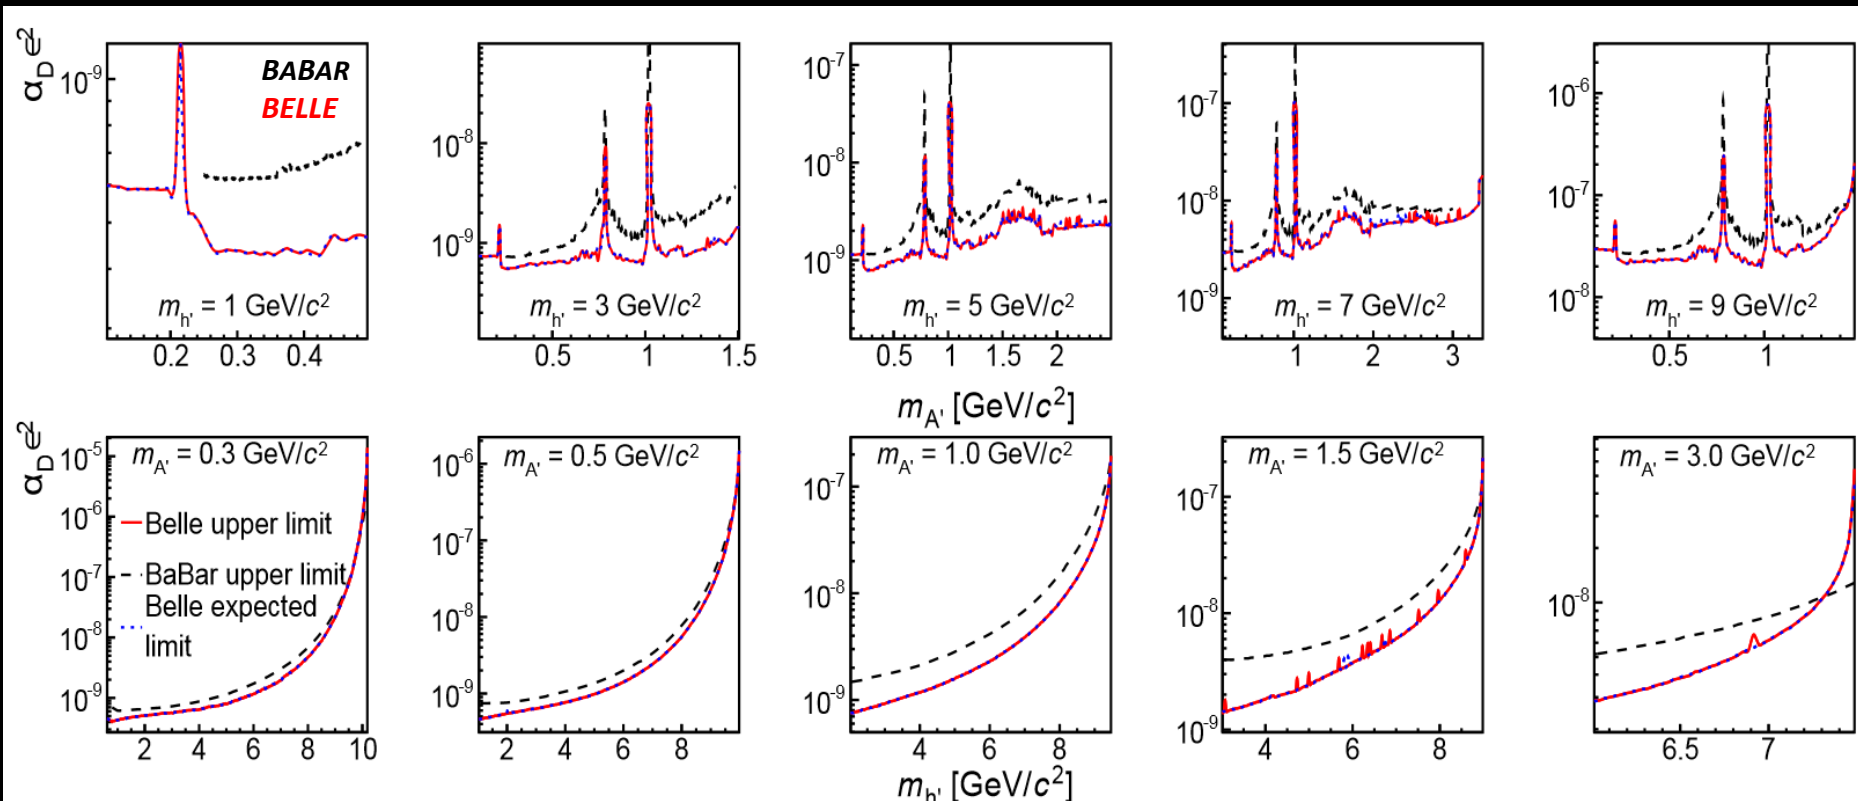 α_D ε²
10⁻⁹
BABAR
BELLE
m_h' = 1 GeV/c²
0.2 0.3 0.4
10⁻⁸
10⁻⁹
m_h' = 3 GeV/c²
0.5 1 1.5
10⁻⁷
10⁻⁸
10⁻⁹
m_h' = 5 GeV/c²
0.5 1 1.5 2
10⁻⁷
10⁻⁸
10⁻⁹
m_h' = 7 GeV/c²
1 2 3
10⁻⁶
10⁻⁷
10⁻⁸
m_h' = 9 GeV/c²
0.5 1
m_A' [GeV/c²]
α_D ε²
10⁻⁵
10⁻⁶
10⁻⁷
10⁻⁸
10⁻⁹
m_A' = 0.3 GeV/c²
Belle upper limit
BaBar upper limit
Belle expected
limit
2 4 6 8 10
10⁻⁶
10⁻⁷
10⁻⁸
10⁻⁹
m_A' = 0.5 GeV/c²
2 4 6 8
10⁻⁷
10⁻⁸
10⁻⁹
m_A' = 1.0 GeV/c²
4 6 8
10⁻⁷
10⁻⁸
10⁻⁹
m_A' = 1.5 GeV/c²
4 6 8
10⁻⁸
m_A' = 3.0 GeV/c²
6.5 7
m_h' [GeV/c²]